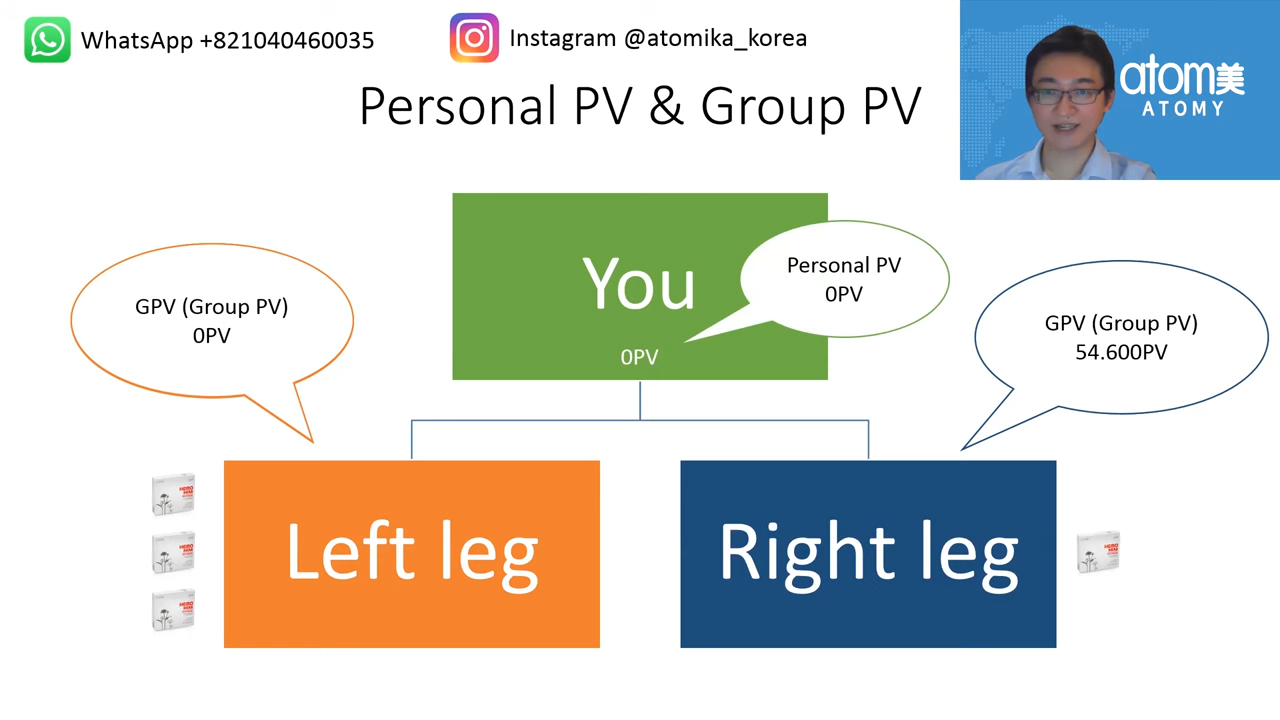 WhatsApp +821040460035
Instagram @atomika_korea
atom美
ATOMY
Personal PV & Group PV
You
0PV
Personal PV
0PV
GPV (Group PV)
0PV
GPV (Group PV)
54.600PV
Left leg
Right leg